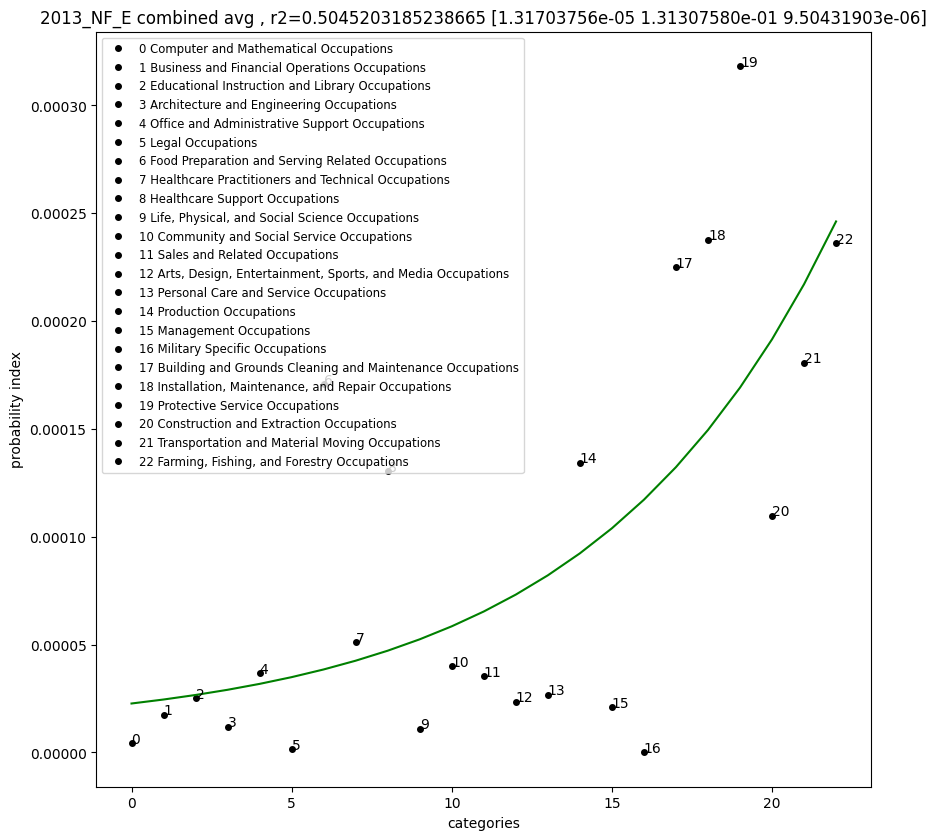 2013_NF_E combined avg , r2=0.5045203185238665 [1.31703756e-05 1.31307580e-01 9.50431903e-06]
0 Computer and Mathematical Occupations
1 Business and Financial Operations Occupations
2 Educational Instruction and Library Occupations
3 Architecture and Engineering Occupations
4 Office and Administrative Support Occupations
5 Legal Occupations
6 Food Preparation and Serving Related Occupations
7 Healthcare Practitioners and Technical Occupations
8 Healthcare Support Occupations
9 Life, Physical, and Social Science Occupations
10 Community and Social Service Occupations
11 Sales and Related Occupations
12 Arts, Design, Entertainment, Sports, and Media Occupations
13 Personal Care and Service Occupations
14 Production Occupations
15 Management Occupations
16 Military Specific Occupations
17 Building and Grounds Cleaning and Maintenance Occupations
18 Installation, Maintenance, and Repair Occupations
19 Protective Service Occupations
20 Construction and Extraction Occupations
21 Transportation and Material Moving Occupations
22 Farming, Fishing, and Forestry Occupations
probability index
0.00030
0.00025
0.00020
0.00015
0.00010
0.00005
0.00000
19
18
22
17
21
14
20
7
10
4
11
2
13
12
15
1
3
9
0
5
16
0
5
10
15
20
categories